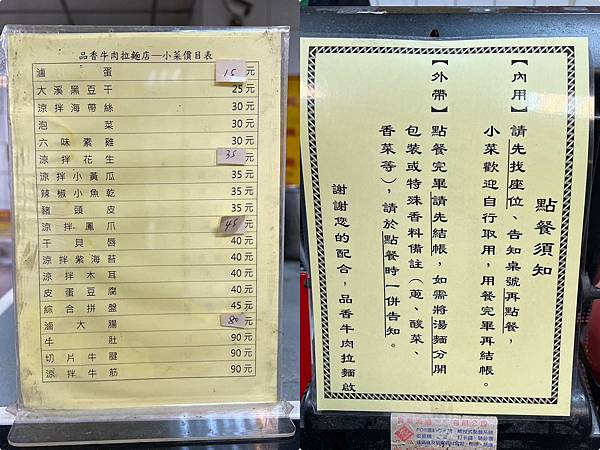 品香牛肉拉麵店—小菜價目表
滷蛋 15元
大溪黑豆干 25元
涼拌海帶絲 30元
泡菜 30元
六味素雞 30元
涼拌花生 35元
涼拌小黃瓜 35元
辣椒小魚乾 35元
豬頭皮 35元
涼拌鳳爪 45元
干貝唇 40元
涼拌紫海苔 40元
涼拌木耳 40元
皮蛋豆腐 40元
綜合拼盤 45元
滷大腸 80元
牛肚 90元
切片牛腱 90元
涼拌牛筋 90元
點餐須知
【內用】請先找座位、告知桌號再點餐，
小菜歡迎自行取用，用餐完畢再結帳。
【外帶】點餐完畢請先結帳，如需將湯麵分開
包裝或特殊香料備註（蔥、酸菜、
香菜等），請於點餐時一併告知。
謝謝您的配合，品香牛肉拉麵啟